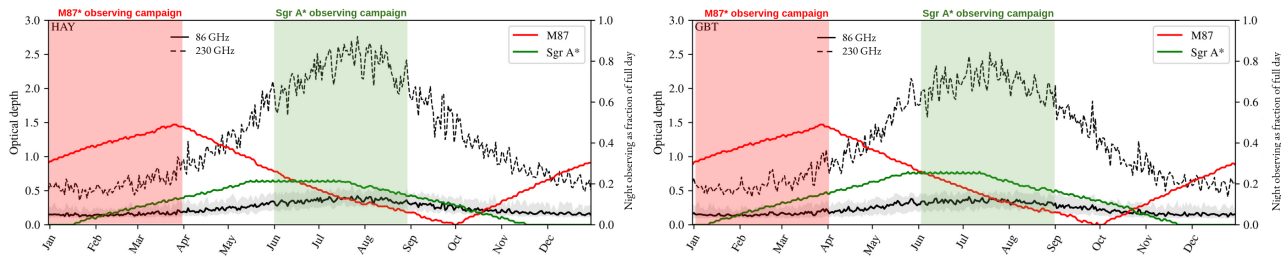 M87* observing campaign
Sgr A* observing campaign
HAY
86 GHz
230 GHz
M87
Sgr A*
Optical depth
3.0
2.5
2.0
1.5
1.0
0.5
0.0
1.0
0.8
0.6
0.4
0.2
0.0
Night observing as fraction of full day
Jan Feb Mar Apr May Jun Jul Aug Sep Oct Nov Dec
M87* observing campaign
Sgr A* observing campaign
GBT
86 GHz
230 GHz
M87
Sgr A*
Optical depth
3.0
2.5
2.0
1.5
1.0
0.5
0.0
1.0
0.8
0.6
0.4
0.2
0.0
Night observing as fraction of full day
Jan Feb Mar Apr May Jun Jul Aug Sep Oct Nov Dec